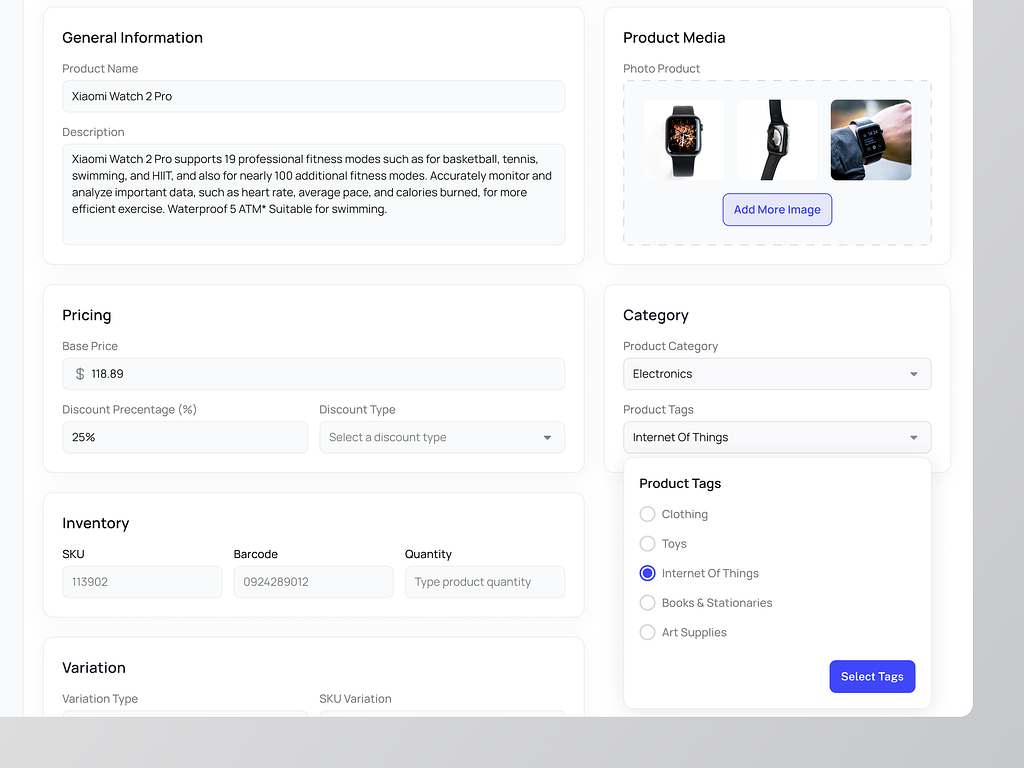 General Information
Product Name
Xiaomi Watch 2 Pro
Description
Xiaomi Watch 2 Pro supports 19 professional fitness modes such as for basketball, tennis,
swimming, and HIIT, and also for nearly 100 additional fitness modes. Accurately monitor and
analyze important data, such as heart rate, average pace, and calories burned, for more
efficient exercise. Waterproof 5 ATM* Suitable for swimming.
Product Media
Photo Product
Add More Image
Pricing
Base Price
$ 118.89
Discount Precentage (%)
25%
Discount Type
Select a discount type
Category
Product Category
Electronics
Product Tags
Internet Of Things
Product Tags
Clothing
Toys
Internet Of Things
Books & Stationaries
Art Supplies
Select Tags
Inventory
SKU
113902
Barcode
0924289012
Quantity
Type product quantity
Variation
Variation Type
SKU Variation